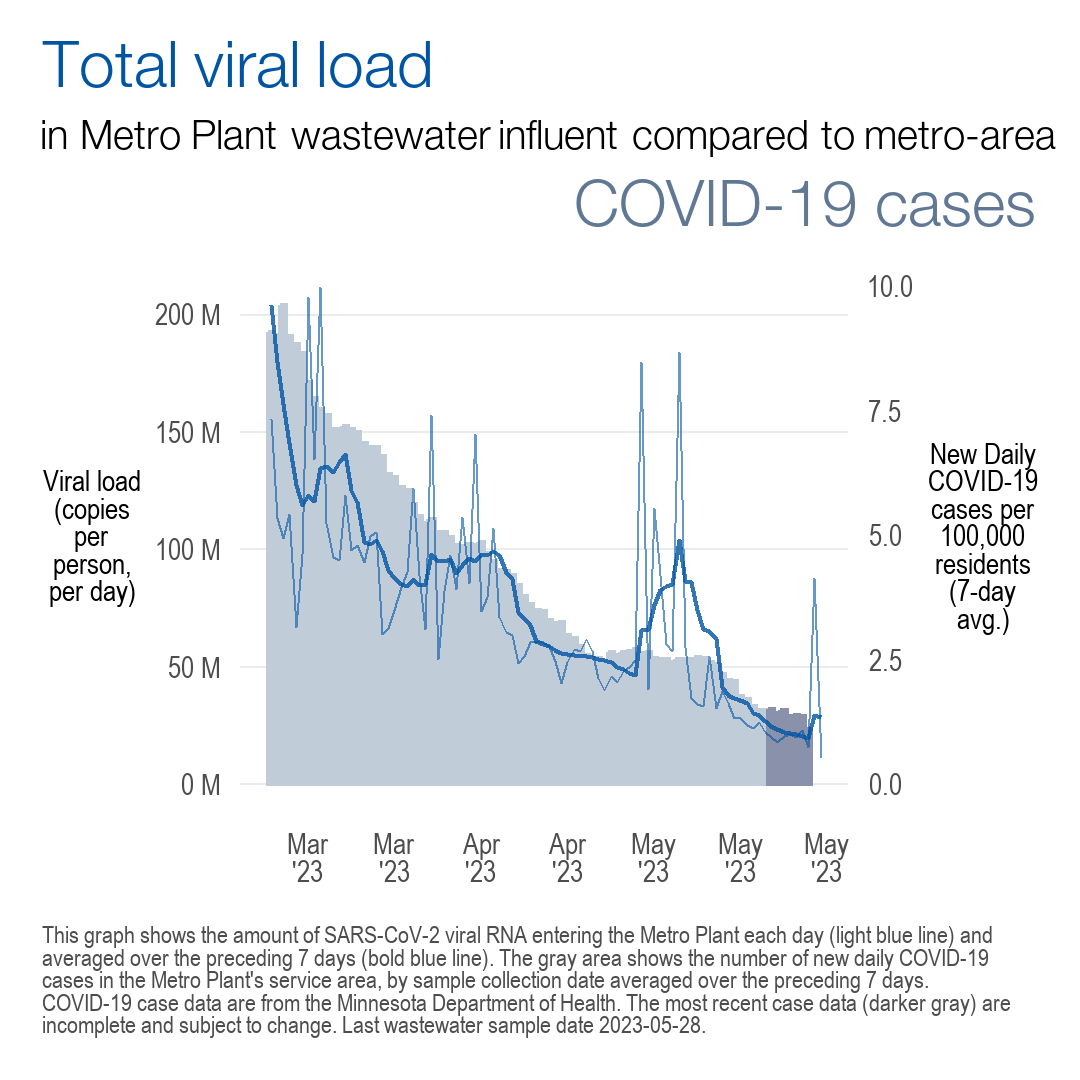 Total viral load
in Metro Plant wastewater influent compared to metro-area
COVID-19 cases
200 M
150 M
100 M
50 M
0 M
Viral load
(copies
per
person,
per day)
10.0
7.5
5.0
2.5
0.0
New Daily
COVID-19
cases per
100,000
residents
(7-day
avg.)
Mar '23
Mar '23
Apr '23
Apr '23
May '23
May '23
May '23
This graph shows the amount of SARS-CoV-2 viral RNA entering the Metro Plant each day (light blue line) and
averaged over the preceding 7 days (bold blue line). The gray area shows the number of new daily COVID-19
cases in the Metro Plant's service area, by sample collection date averaged over the preceding 7 days.
COVID-19 case data are from the Minnesota Department of Health. The most recent case data (darker gray) are
incomplete and subject to change. Last wastewater sample date 2023-05-28.